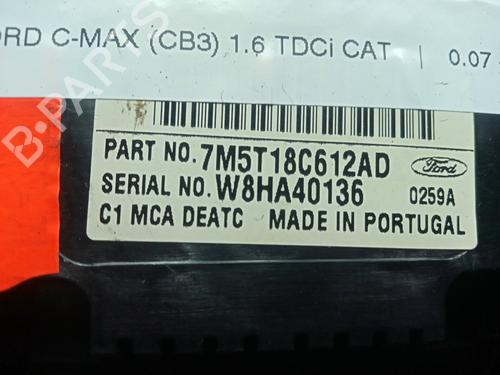 ORD C-MAX (CB3) 1.6 TDCi CAT | 0.07
B-PARTS
PART NO. 7M5T18C612AD
Ford
SERIAL NO. W8HA40136 0259A
C1 MCA DEATC MADE IN PORTUGAL